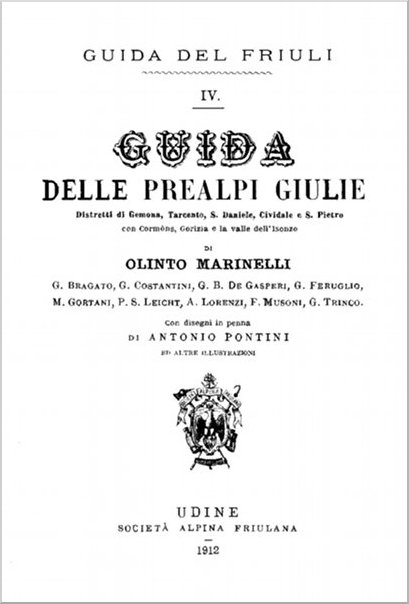 GUIDA DEL FRIULI
IV.
GUIDA
DELLE PREALPI GIULIE
Distretti di Gemona, Tarcento, S. Daniele, Cividale e S. Pietro
con Cormòns, Gorizia e la valle dell'Isonzo
DI
OLINTO MARINELLI
G. BRAGATO, G. COSTANTINI, G. B. DE GASPERI, G. FERUGLIO,
M. GORTANI, P. S. LEICHT, A. LORENZI, F. MUSONI, G. TRINCO.
Con disegni in penna
DI ANTONIO PONTINI
ED ALTRE ILLUSTRAZIONI
UDINE
SOCIETÀ ALPINA FRIULANA
1912